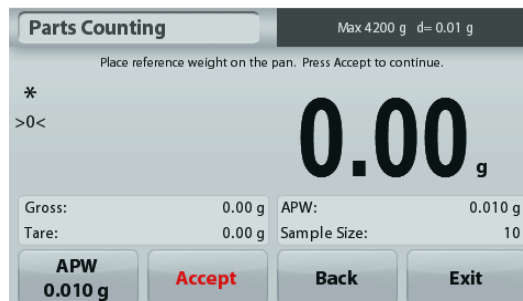 Parts Counting
Max 4200 g d= 0.01 g
Place reference weight on the pan. Press Accept to continue.
*
>0<
0.00 g
Gross: 0.00 g APW: 0.010 g
Tare: 0.00 g Sample Size: 10
APW
0.010 g
Accept
Back
Exit